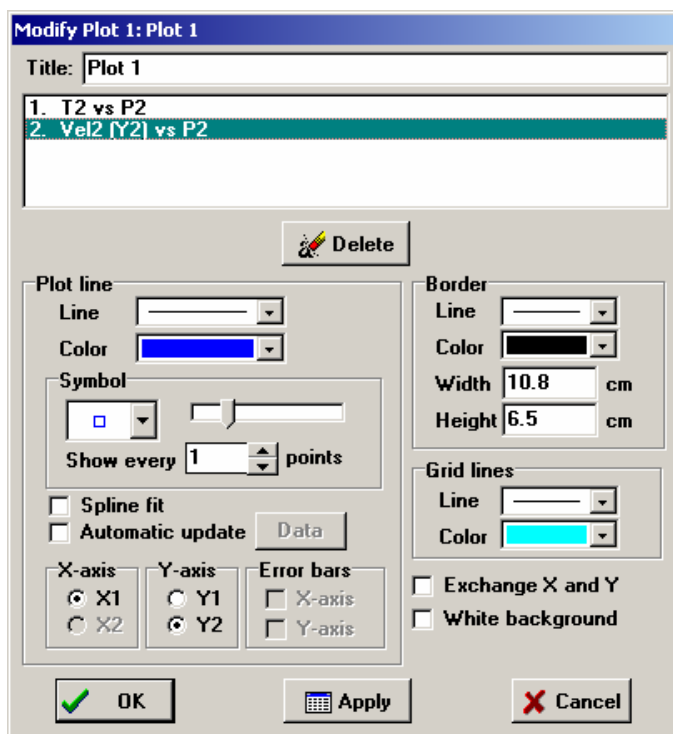 Modify Plot 1: Plot 1
Title: Plot 1
1. T2 vs P2
2. Vel2 (Y2) vs P2
Delete
Plot line
Line
Color
Symbol
Show every 1 points
Spline fit
Automatic update Data
X-axis Y-axis Error bars
X1 Y1 X-axis
X2 Y2 Y-axis
Border
Line
Color
Width 10.8 cm
Height 6.5 cm
Grid lines
Line
Color
Exchange X and Y
White background
OK Apply Cancel